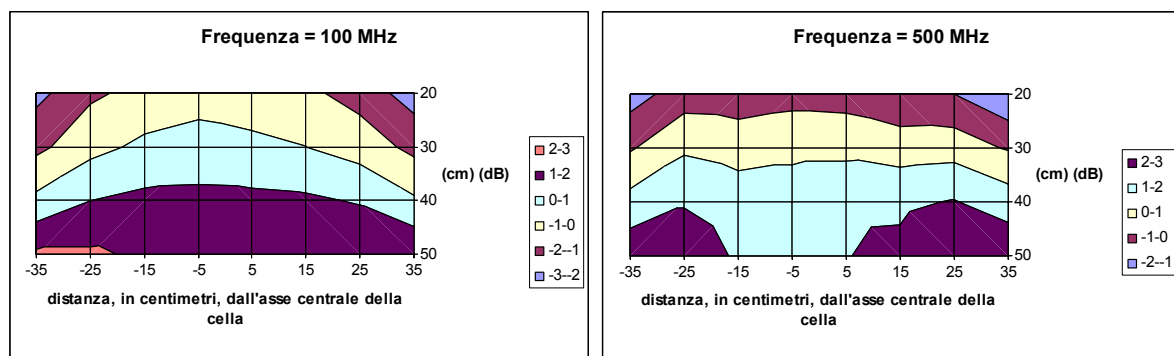 Frequenza = 100 MHz
20
30
40
50
(cm) (dB)
-35 -25 -15 -5 5 15 25 35
distanza, in centimetri, dall'asse centrale della
cella
2-3
1-2
0-1
-1-0
-2--1
-3--2
Frequenza = 500 MHz
20
30
40
50
(cm) (dB)
-35 -25 -15 -5 5 15 25 35
distanza, in centimetri, dall'asse centrale della
cella
2-3
1-2
0-1
-1-0
-2--1